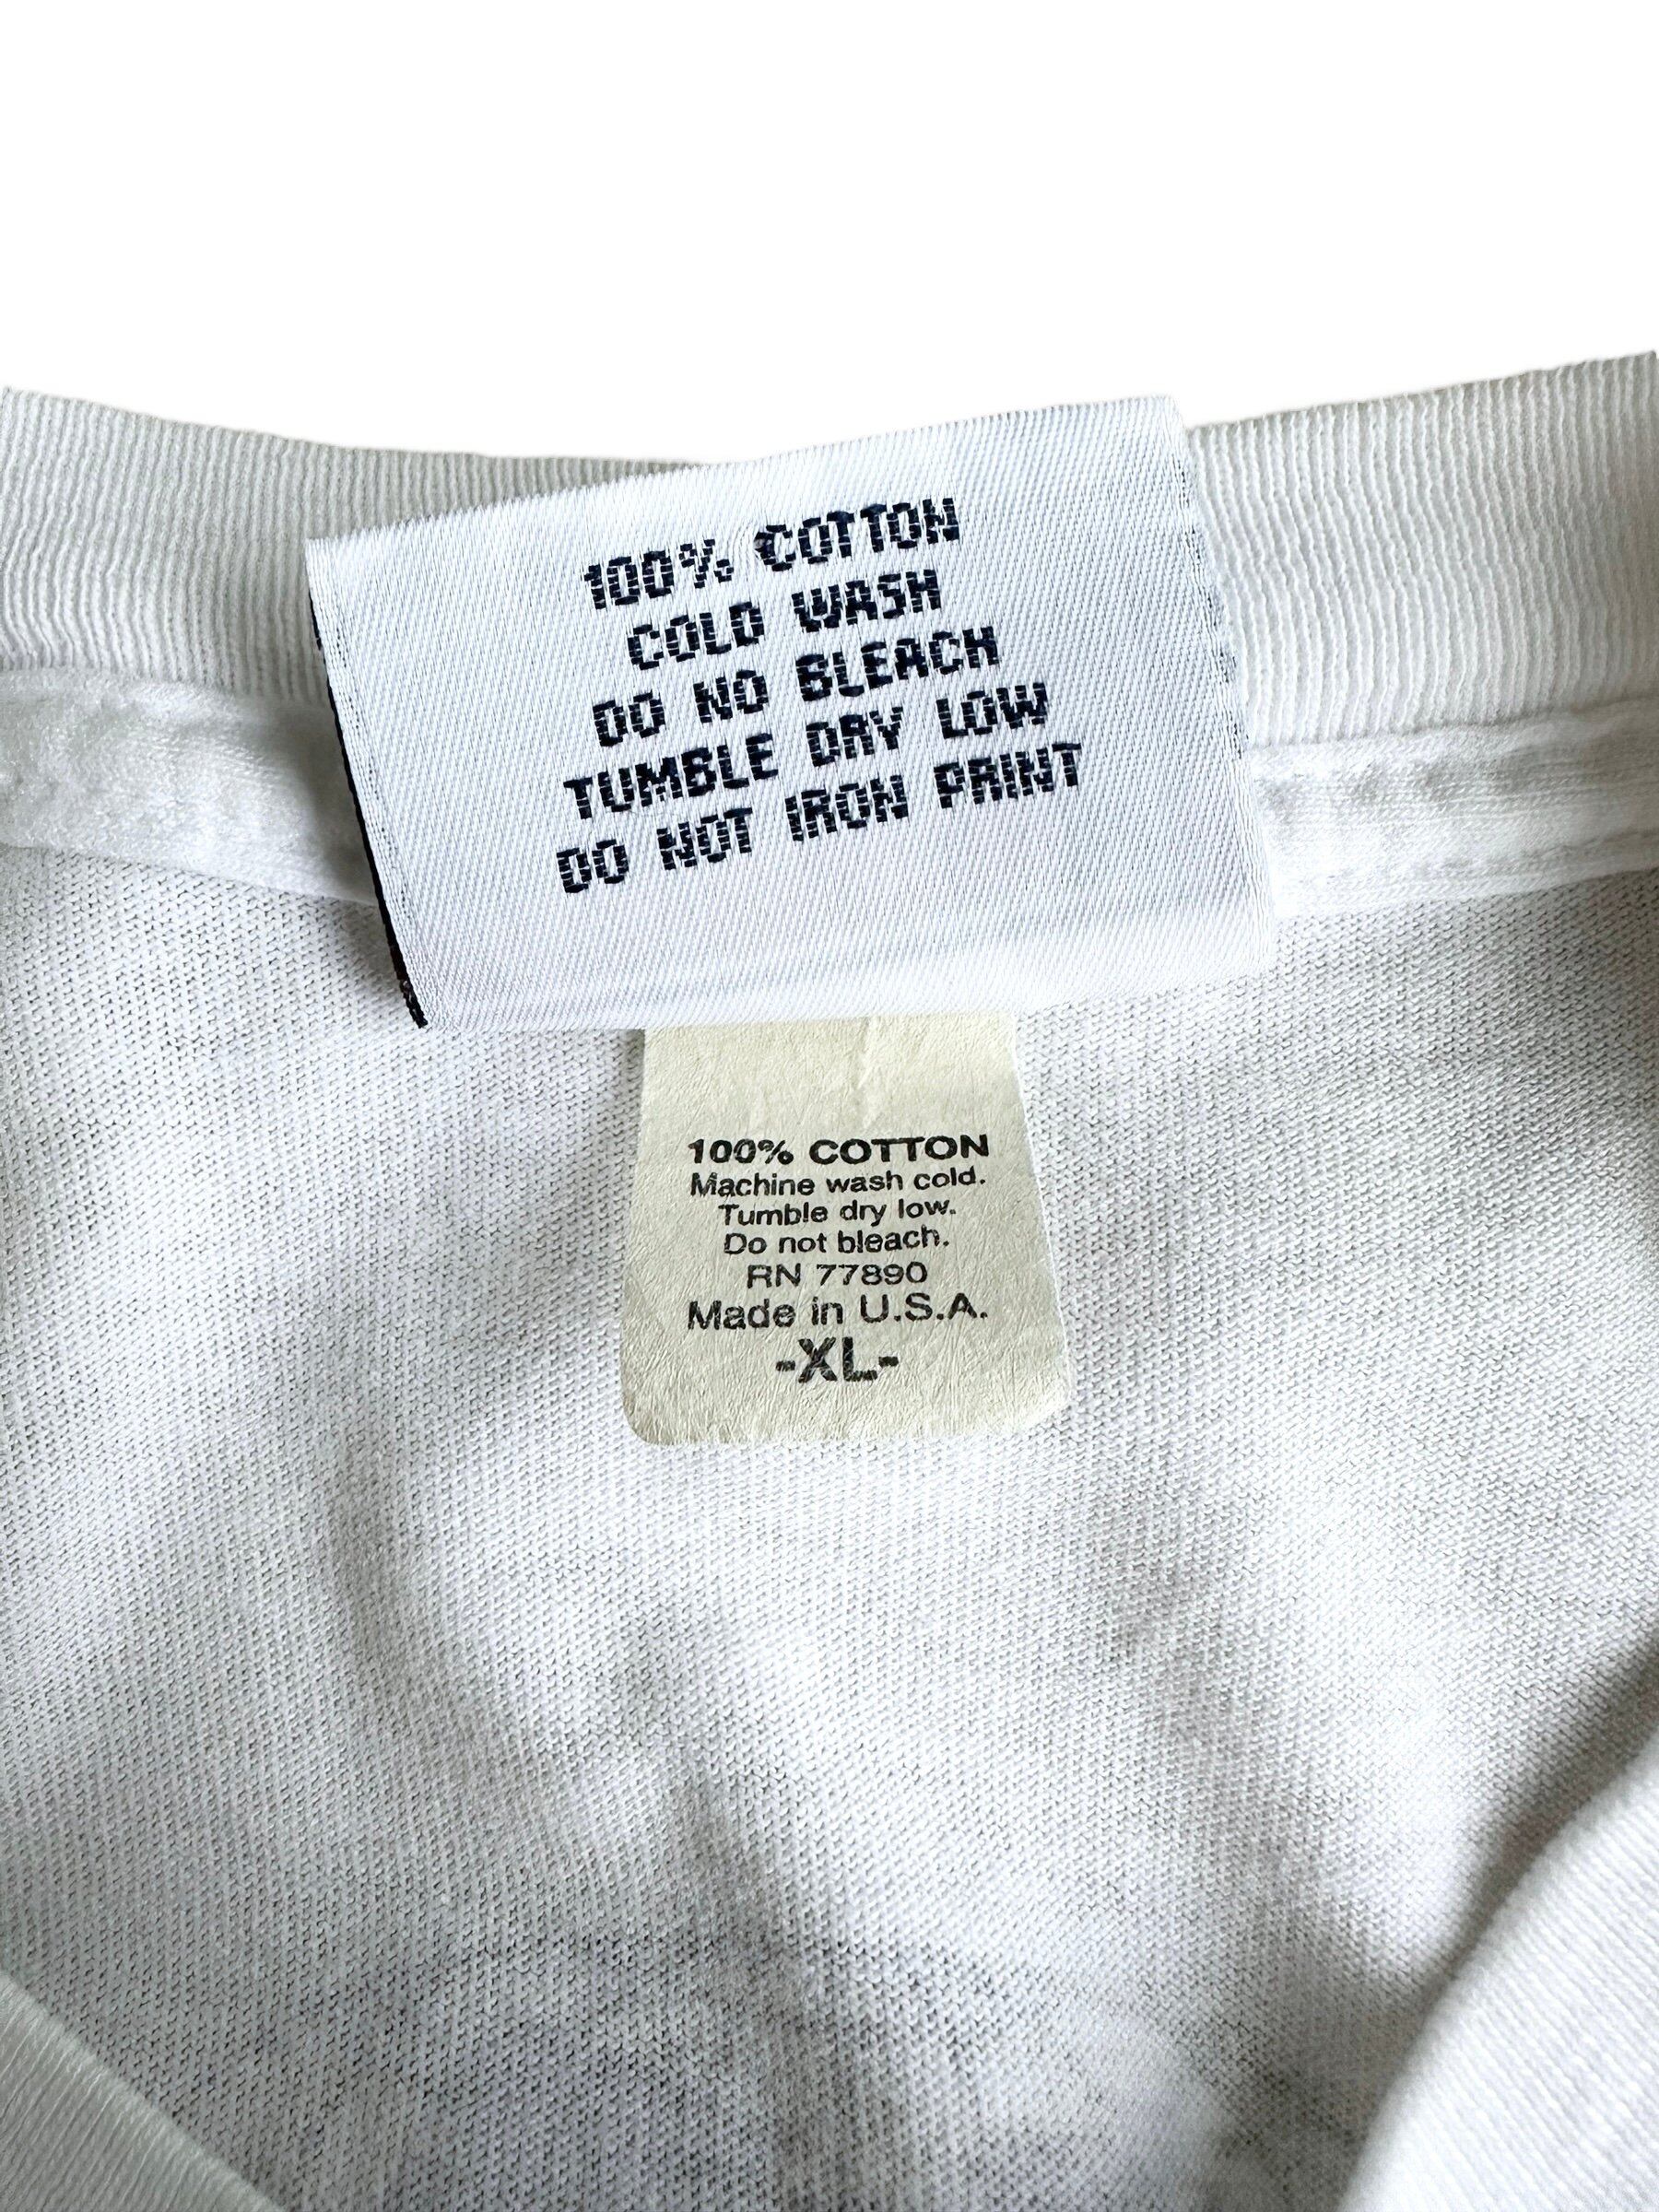 100% COTTON
COLD WASH
DO NO BLEACH
TUMBLE DRY LOW
DO NOT IRON PRINT
100% COTTON
Machine wash cold.
Tumble dry low.
Do not bleach.
RN 77890
Made in U.S.A.
-XL-